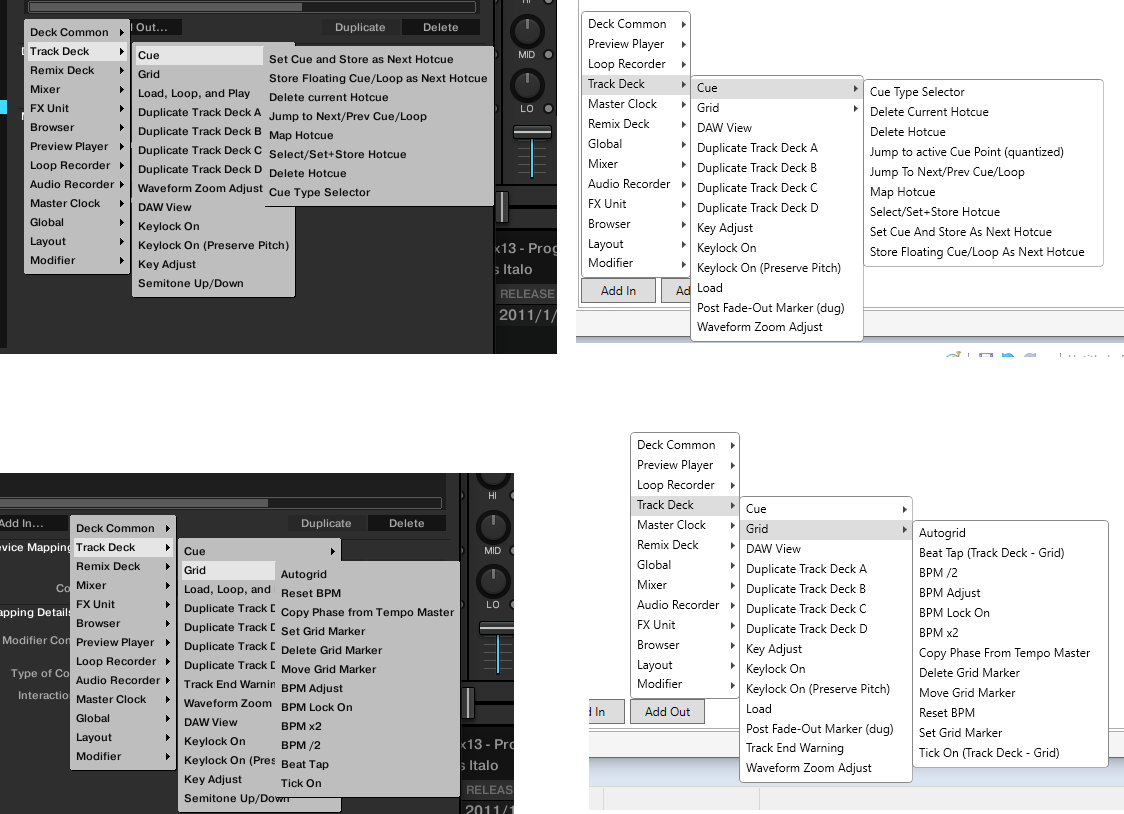 l Out...
Duplicate
Delete
Deck Common
Track Deck
Remix Deck
Mixer
FX Unit
Browser
Preview Player
Loop Recorder
Audio Recorder
Master Clock
Global
Layout
Modifier
Cue
Grid
Load, Loop, and Play
Duplicate Track Deck A
Duplicate Track Deck B
Duplicate Track Deck C
Duplicate Track Deck D
Waveform Zoom Adjust
DAW View
Keylock On
Keylock On (Preserve Pitch)
Key Adjust
Semitone Up/Down
Set Cue and Store as Next Hotcue
Store Floating Cue/Loop as Next Hotcue
Delete current Hotcue
Jump to Next/Prev Cue/Loop
Map Hotcue
Select/Set+Store Hotcue
Delete Hotcue
Cue Type Selector
HI
MID
LO
x13 - Prog
s Italo
RELEASE
2011/1/
Deck Common
Preview Player
Loop Recorder
Track Deck
Master Clock
Remix Deck
Global
Mixer
Audio Recorder
FX Unit
Browser
Layout
Modifier
Add In
Ad
Cue
Grid
DAW View
Duplicate Track Deck A
Duplicate Track Deck B
Duplicate Track Deck C
Duplicate Track Deck D
Key Adjust
Keylock On
Keylock On (Preserve Pitch)
Load
Post Fade-Out Marker (dug)
Waveform Zoom Adjust
Cue Type Selector
Delete Current Hotcue
Delete Hotcue
Jump to active Cue Point (quantized)
Jump To Next/Prev Cue/Loop
Map Hotcue
Select/Set+Store Hotcue
Set Cue And Store As Next Hotcue
Store Floating Cue/Loop As Next Hotcue
Add In...
Duplicate
Delete
evice Mapping
Co
apping Details
Modifier Con
Type of Co
Interactio
Deck Common
Track Deck
Remix Deck
Mixer
FX Unit
Browser
Preview Player
Loop Recorder
Audio Recorder
Master Clock
Global
Layout
Modifier
Cue
Grid
Load, Loop, and
Duplicate Track D
Duplicate Track D
Duplicate Track D
Duplicate Track D
Track End Warnin
Waveform Zoom
DAW View
Keylock On
Keylock On (Pres
Key Adjust
Semitone Up/Down
Autogrid
Reset BPM
Copy Phase from Tempo Master
Set Grid Marker
Delete Grid Marker
Move Grid Marker
BPM Adjust
BPM Lock On
BPM x2
BPM /2
Beat Tap
Tick On
HI
MID
LO
x13 - Pro
s Italo
RELEAS
2011/1
Deck Common
Preview Player
Loop Recorder
Track Deck
Master Clock
Remix Deck
Global
Mixer
Audio Recorder
FX Unit
Browser
Layout
Modifier
d In
Add Out
Cue
Grid
DAW View
Duplicate Track Deck A
Duplicate Track Deck B
Duplicate Track Deck C
Duplicate Track Deck D
Key Adjust
Keylock On
Keylock On (Preserve Pitch)
Load
Post Fade-Out Marker (dug)
Track End Warning
Waveform Zoom Adjust
Autogrid
Beat Tap (Track Deck - Grid)
BPM /2
BPM Adjust
BPM Lock On
BPM x2
Copy Phase From Tempo Master
Delete Grid Marker
Move Grid Marker
Reset BPM
Set Grid Marker
Tick On (Track Deck - Grid)